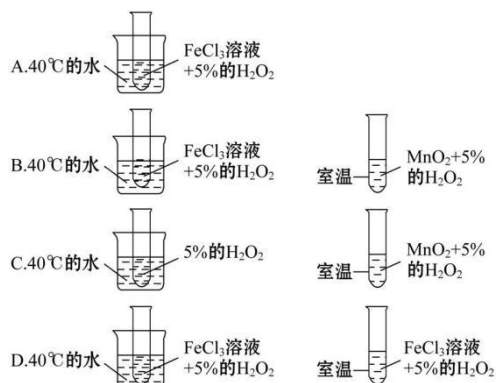 A.40℃的水
FeCl₃溶液
+5%的H₂O₂
B.40℃的水
FeCl₃溶液
+5%的H₂O₂
室温
MnO₂+5%
的H₂O₂
C.40℃的水
5%的H₂O₂
室温
MnO₂+5%
的H₂O₂
D.40℃的水
FeCl₃溶液
+5%的H₂O₂
室温
FeCl₃溶液
+5%的H₂O₂